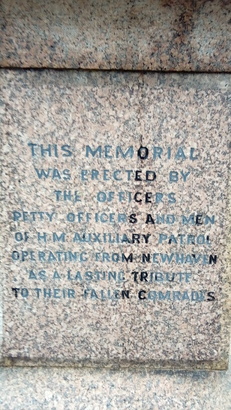 THIS MEMORIAL
WAS ERECTED BY
THE OFFICERS
PETTY OFFICERS AND MEN
OF H.M. AUXILIARY PATROL
OPERATING FROM NEWHAVEN
AS A LASTING TRIBUTE
TO THEIR FALLEN COMRADES